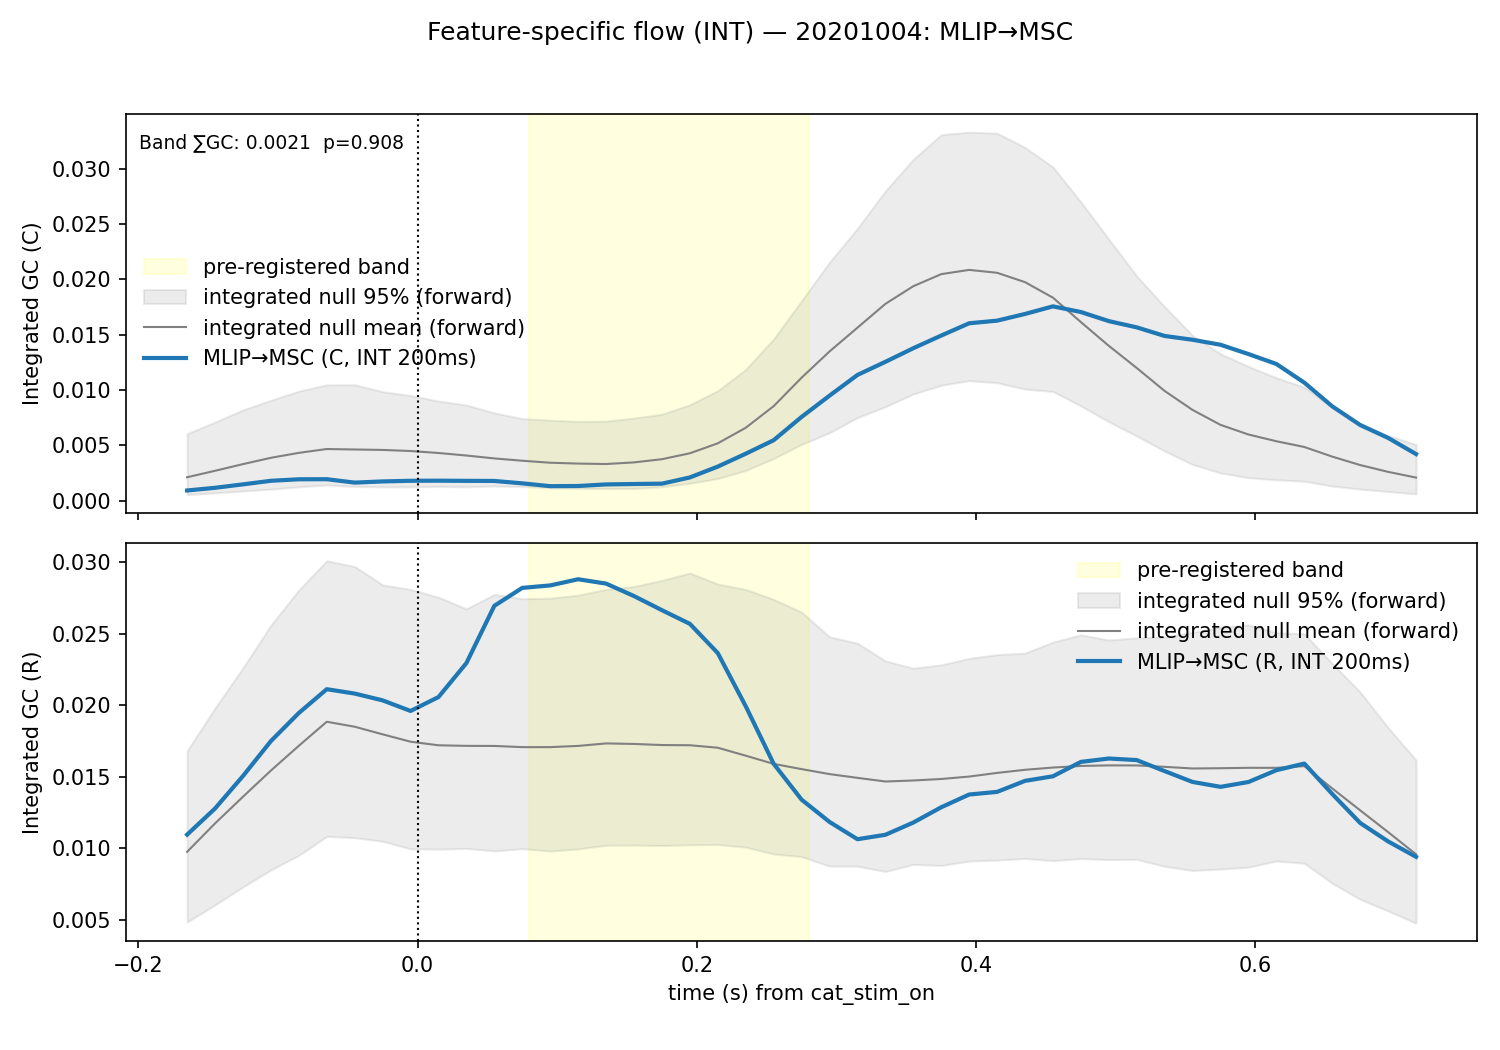 Feature-specific flow (INT) — 20201004: MLIP→MSC
Band ∑GC: 0.0021  p=0.908
Integrated GC (C)
0.030
0.025
0.020
0.015
0.010
0.005
0.000
pre-registered band
integrated null 95% (forward)
integrated null mean (forward)
MLIP→MSC (C, INT 200ms)
Integrated GC (R)
0.030
0.025
0.020
0.015
0.010
0.005
pre-registered band
integrated null 95% (forward)
integrated null mean (forward)
MLIP→MSC (R, INT 200ms)
−0.2 0.0 0.2 0.4 0.6
time (s) from cat_stim_on